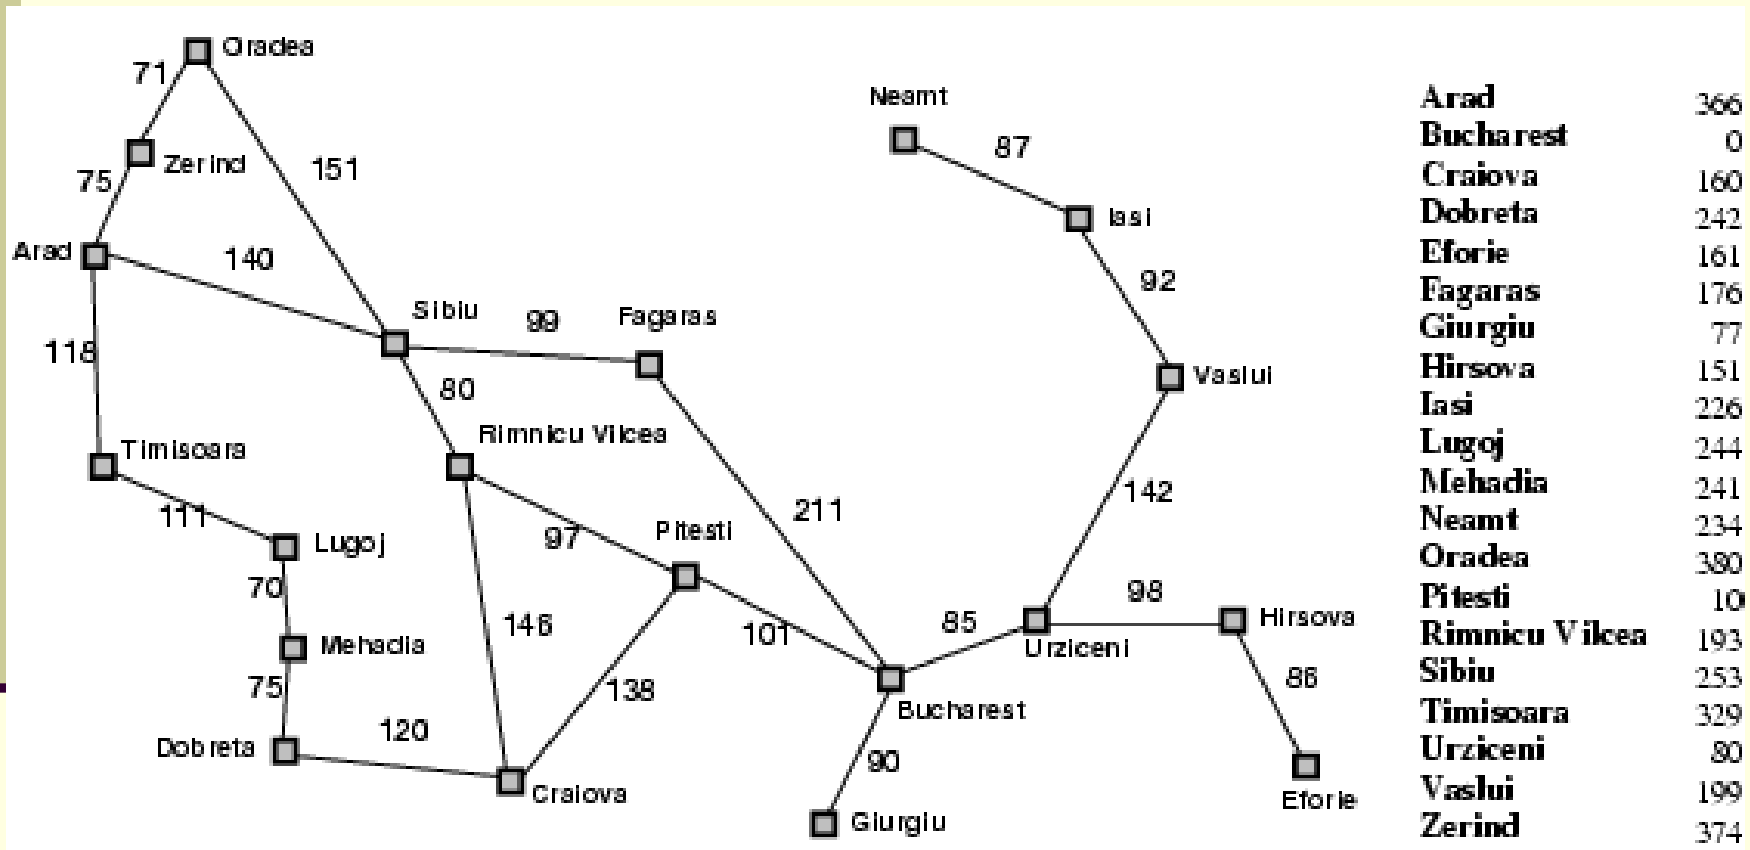 Oradea
71
Neamt
87
Zerind
151
75
Iasi
Arad
140
92
Sibiu
99
Fagaras
118
80
Vaslui
Rimnicu Vilcea
Timisoara
142
111
211
Lugoj
97
Pitesti
70
98
146
101
85
Hirsova
Mehadia
Urziceni
75
138
86
Bucharest
120
Dobreta
90
Craiova
Eforie
Giurgiu
Arad 366
Bucharest 0
Craiova 160
Dobreta 242
Eforie 161
Fagaras 176
Giurgiu 77
Hirsova 151
Iasi 226
Lugoj 244
Mehadia 241
Neamt 234
Oradea 380
Pitesti 10
Rimnicu Vilcea 193
Sibiu 253
Timisoara 329
Urziceni 80
Vaslui 199
Zerind 374